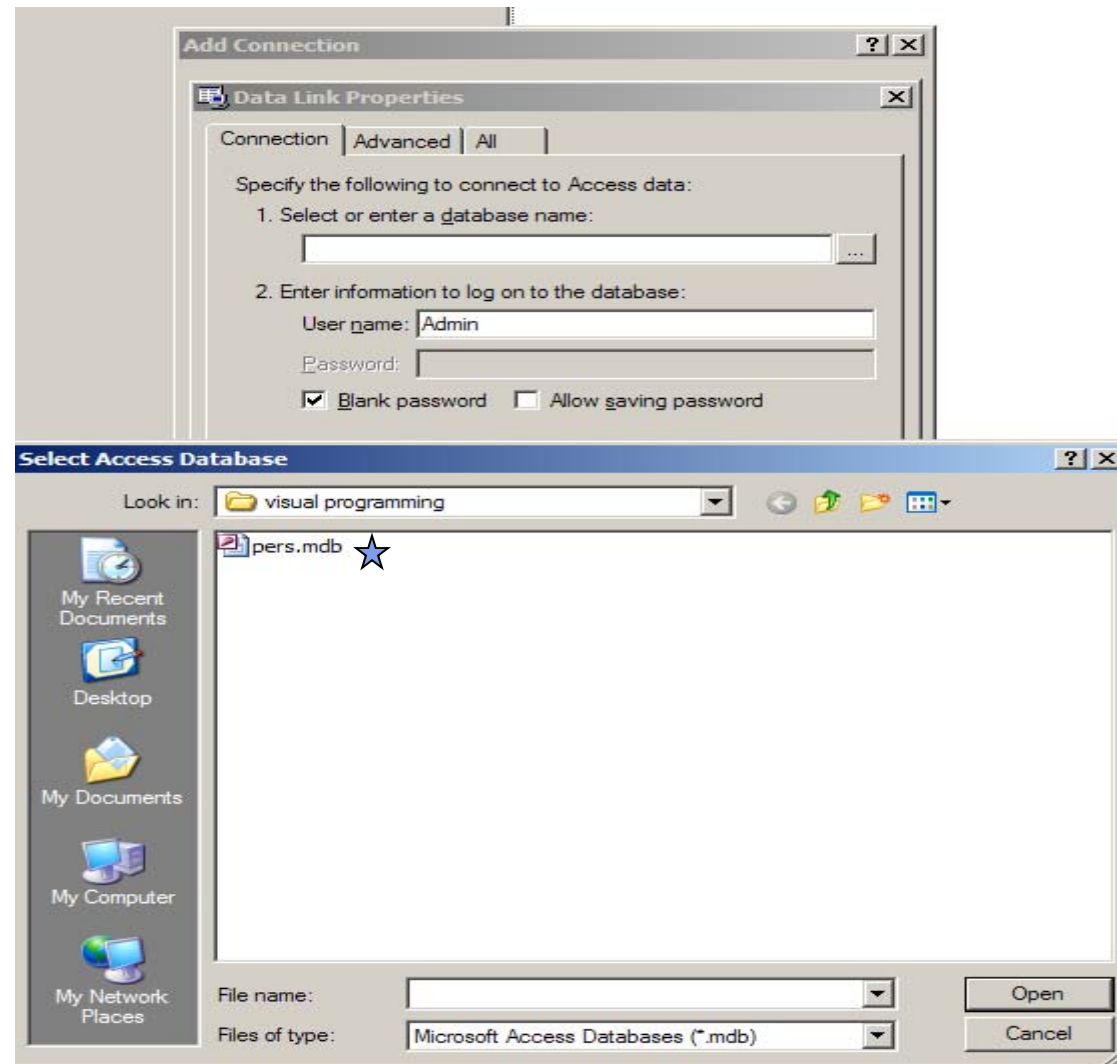 Add Connection
Data Link Properties
Connection Advanced All
Specify the following to connect to Access data:
1. Select or enter a database name:
...
2. Enter information to log on to the database:
User name: Admin
Password:
Blank password Allow saving password
Select Access Database
Look in: visual programming
pers.mdb
My Recent
Documents
Desktop
My Documents
My Computer
My Network
Places
File name:
Open
Files of type: Microsoft Access Databases (*.mdb)
Cancel